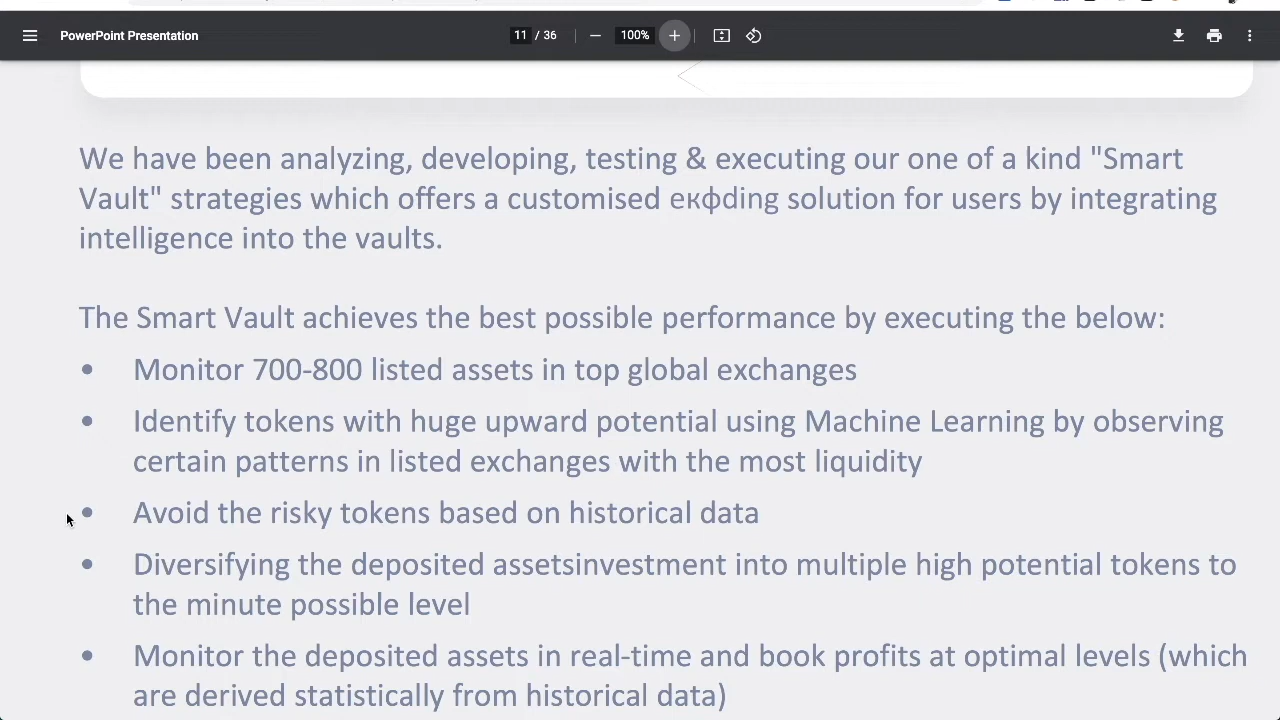 PowerPoint Presentation
11 / 36
100%
We have been analyzing, developing, testing & executing our one of a kind "Smart
Vault" strategies which offers a customised екфding solution for users by integrating
intelligence into the vaults.
The Smart Vault achieves the best possible performance by executing the below:
• Monitor 700-800 listed assets in top global exchanges
• Identify tokens with huge upward potential using Machine Learning by observing
certain patterns in listed exchanges with the most liquidity
• Avoid the risky tokens based on historical data
• Diversifying the deposited assetsinvestment into multiple high potential tokens to
the minute possible level
• Monitor the deposited assets in real-time and book profits at optimal levels (which
are derived statistically from historical data)